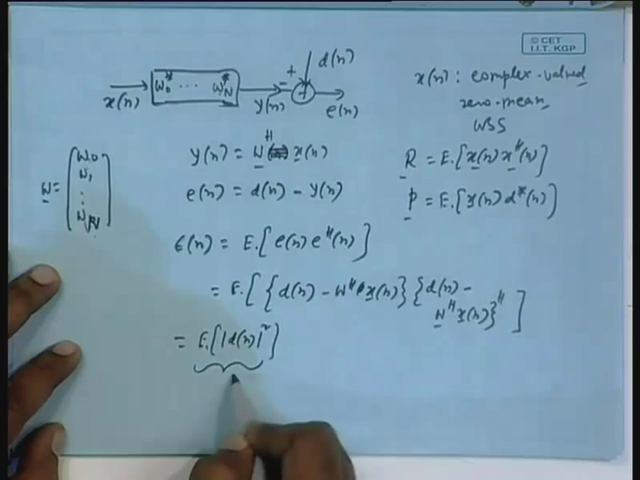 © CET
I.I.T. KGP
x(n) w₀* ⋯ w_N* y(n) + − + d(n) e(n)
x(n) : complex-valued
zero-mean
WSS
w = [w₀ w₁ ⋮ w_N]
y(n) = w^H x(n)
R = E.[x(n) x^H(n)]
e(n) = d(n) − y(n)
p = E.[x(n) d*(n)]
ε(n) = E.[e(n) e^H(n)]
= E.[{d(n) − w^H x(n)}{d(n) −
w^H x(n)}^H]
= E.[|d(n)|²]